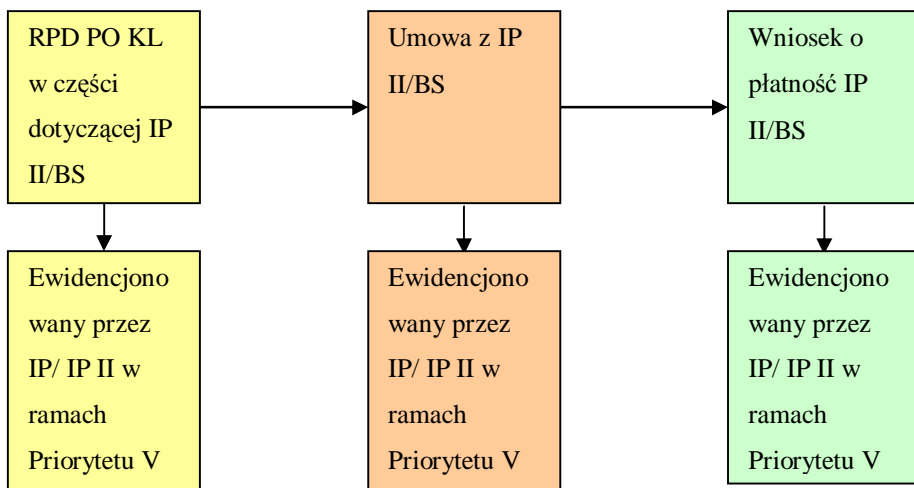 RPD PO KL
w części
dotyczącej IP
II/BS
Umowa z IP
II/BS
Wniosek o
płatność IP
II/BS
Ewidencjono
wany przez
IP/ IP II w
ramach
Priorytetu V
Ewidencjono
wany przez
IP/ IP II w
ramach
Priorytetu V
Ewidencjono
wany przez
IP/ IP II w
ramach
Priorytetu V